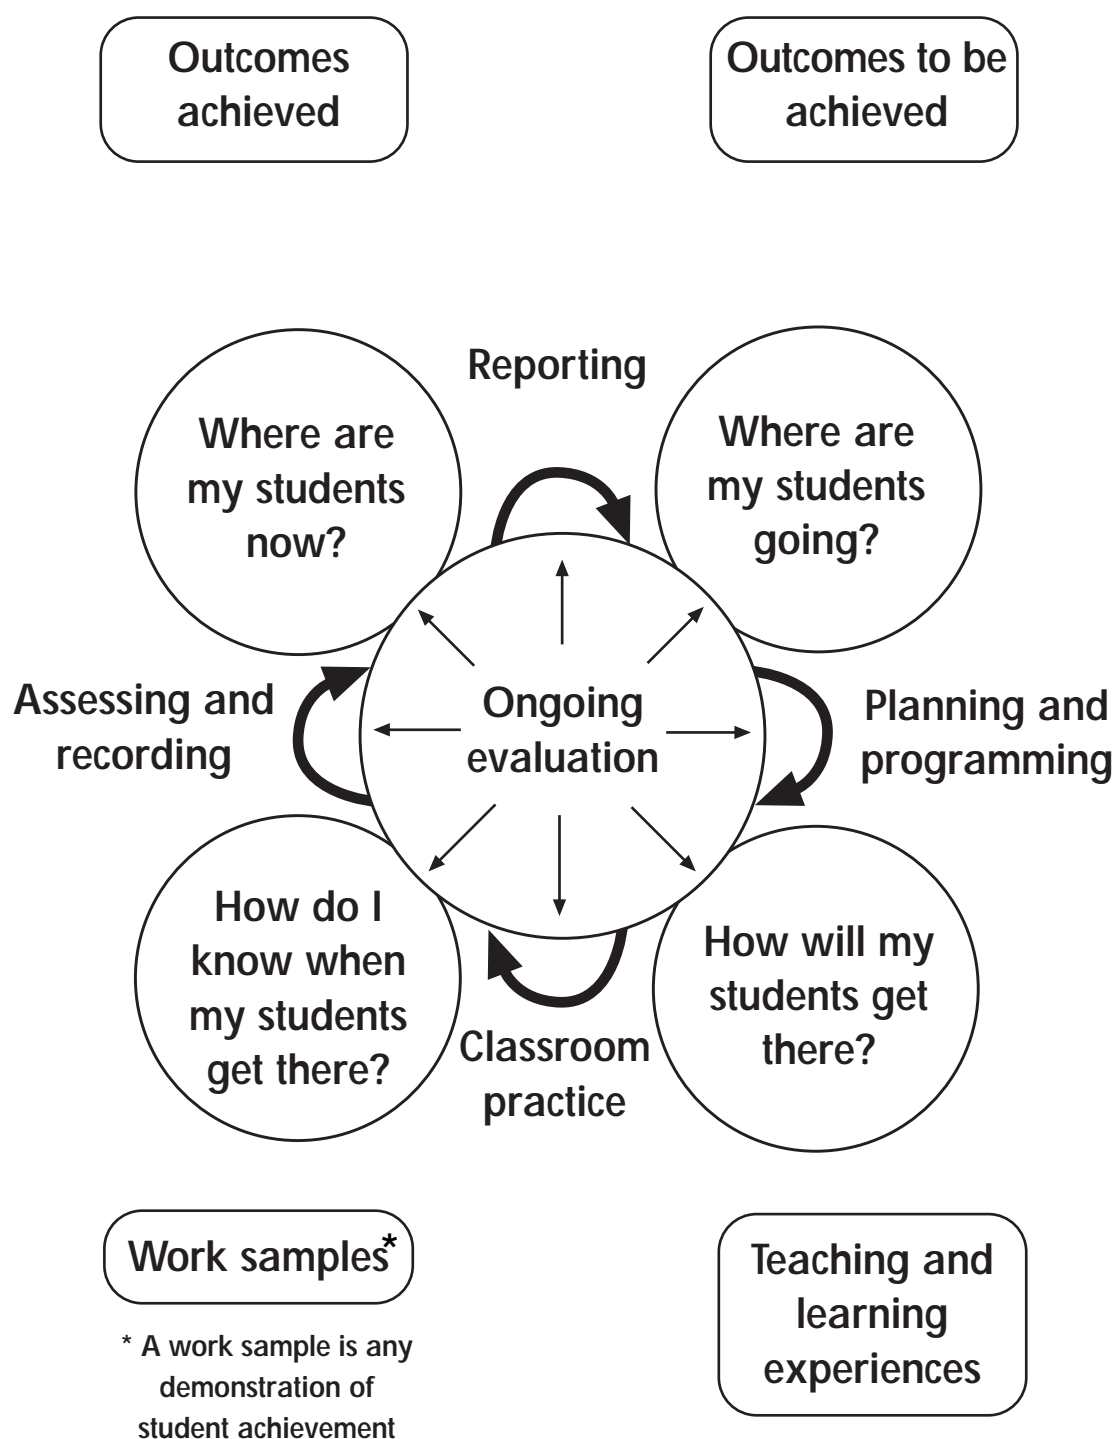 Outcomes
achieved
Outcomes to be
achieved
Reporting
Where are
my students
now?
Where are
my students
going?
Assessing and
recording
Ongoing
evaluation
Planning and
programming
How do I
know when
my students
get there?
Classroom
practice
How will my
students get
there?
Work samples*
* A work sample is any
demonstration of
student achievement
Teaching and
learning
experiences